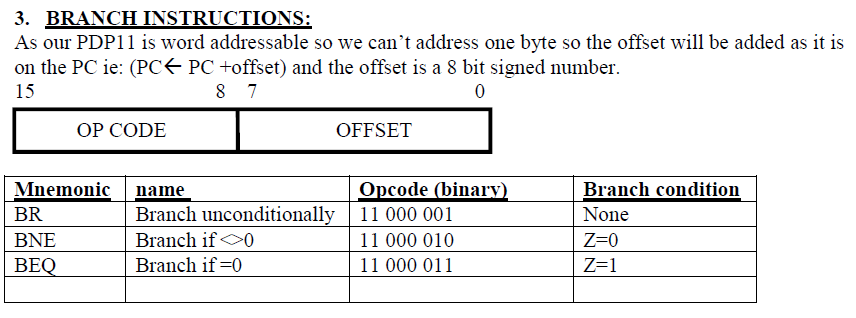 3. BRANCH INSTRUCTIONS:
As our PDP11 is word addressable so we can’t address one byte so the offset will be added as it is
on the PC ie: (PC← PC +offset) and the offset is a 8 bit signed number.
15 8 7 0
OP CODE OFFSET
Mnemonic name Opcode (binary) Branch condition
BR Branch unconditionally 11 000 001 None
BNE Branch if <>0 11 000 010 Z=0
BEQ Branch if =0 11 000 011 Z=1